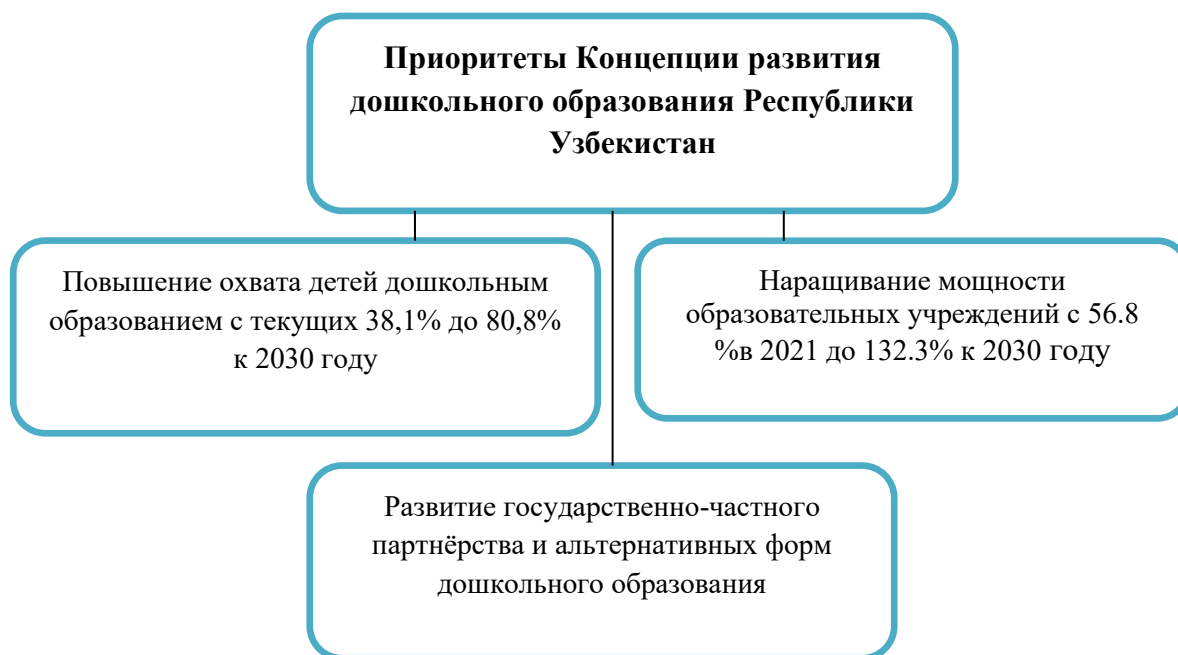 Приоритеты Концепции развития
дошкольного образования Республики
Узбекистан
Повышение охвата детей дошкольным
образованием с текущих 38,1% до 80,8%
к 2030 году
Наращивание мощности
образовательных учреждений с 56.8
%в 2021 до 132.3% к 2030 году
Развитие государственно-частного
партнёрства и альтернативных форм
дошкольного образования